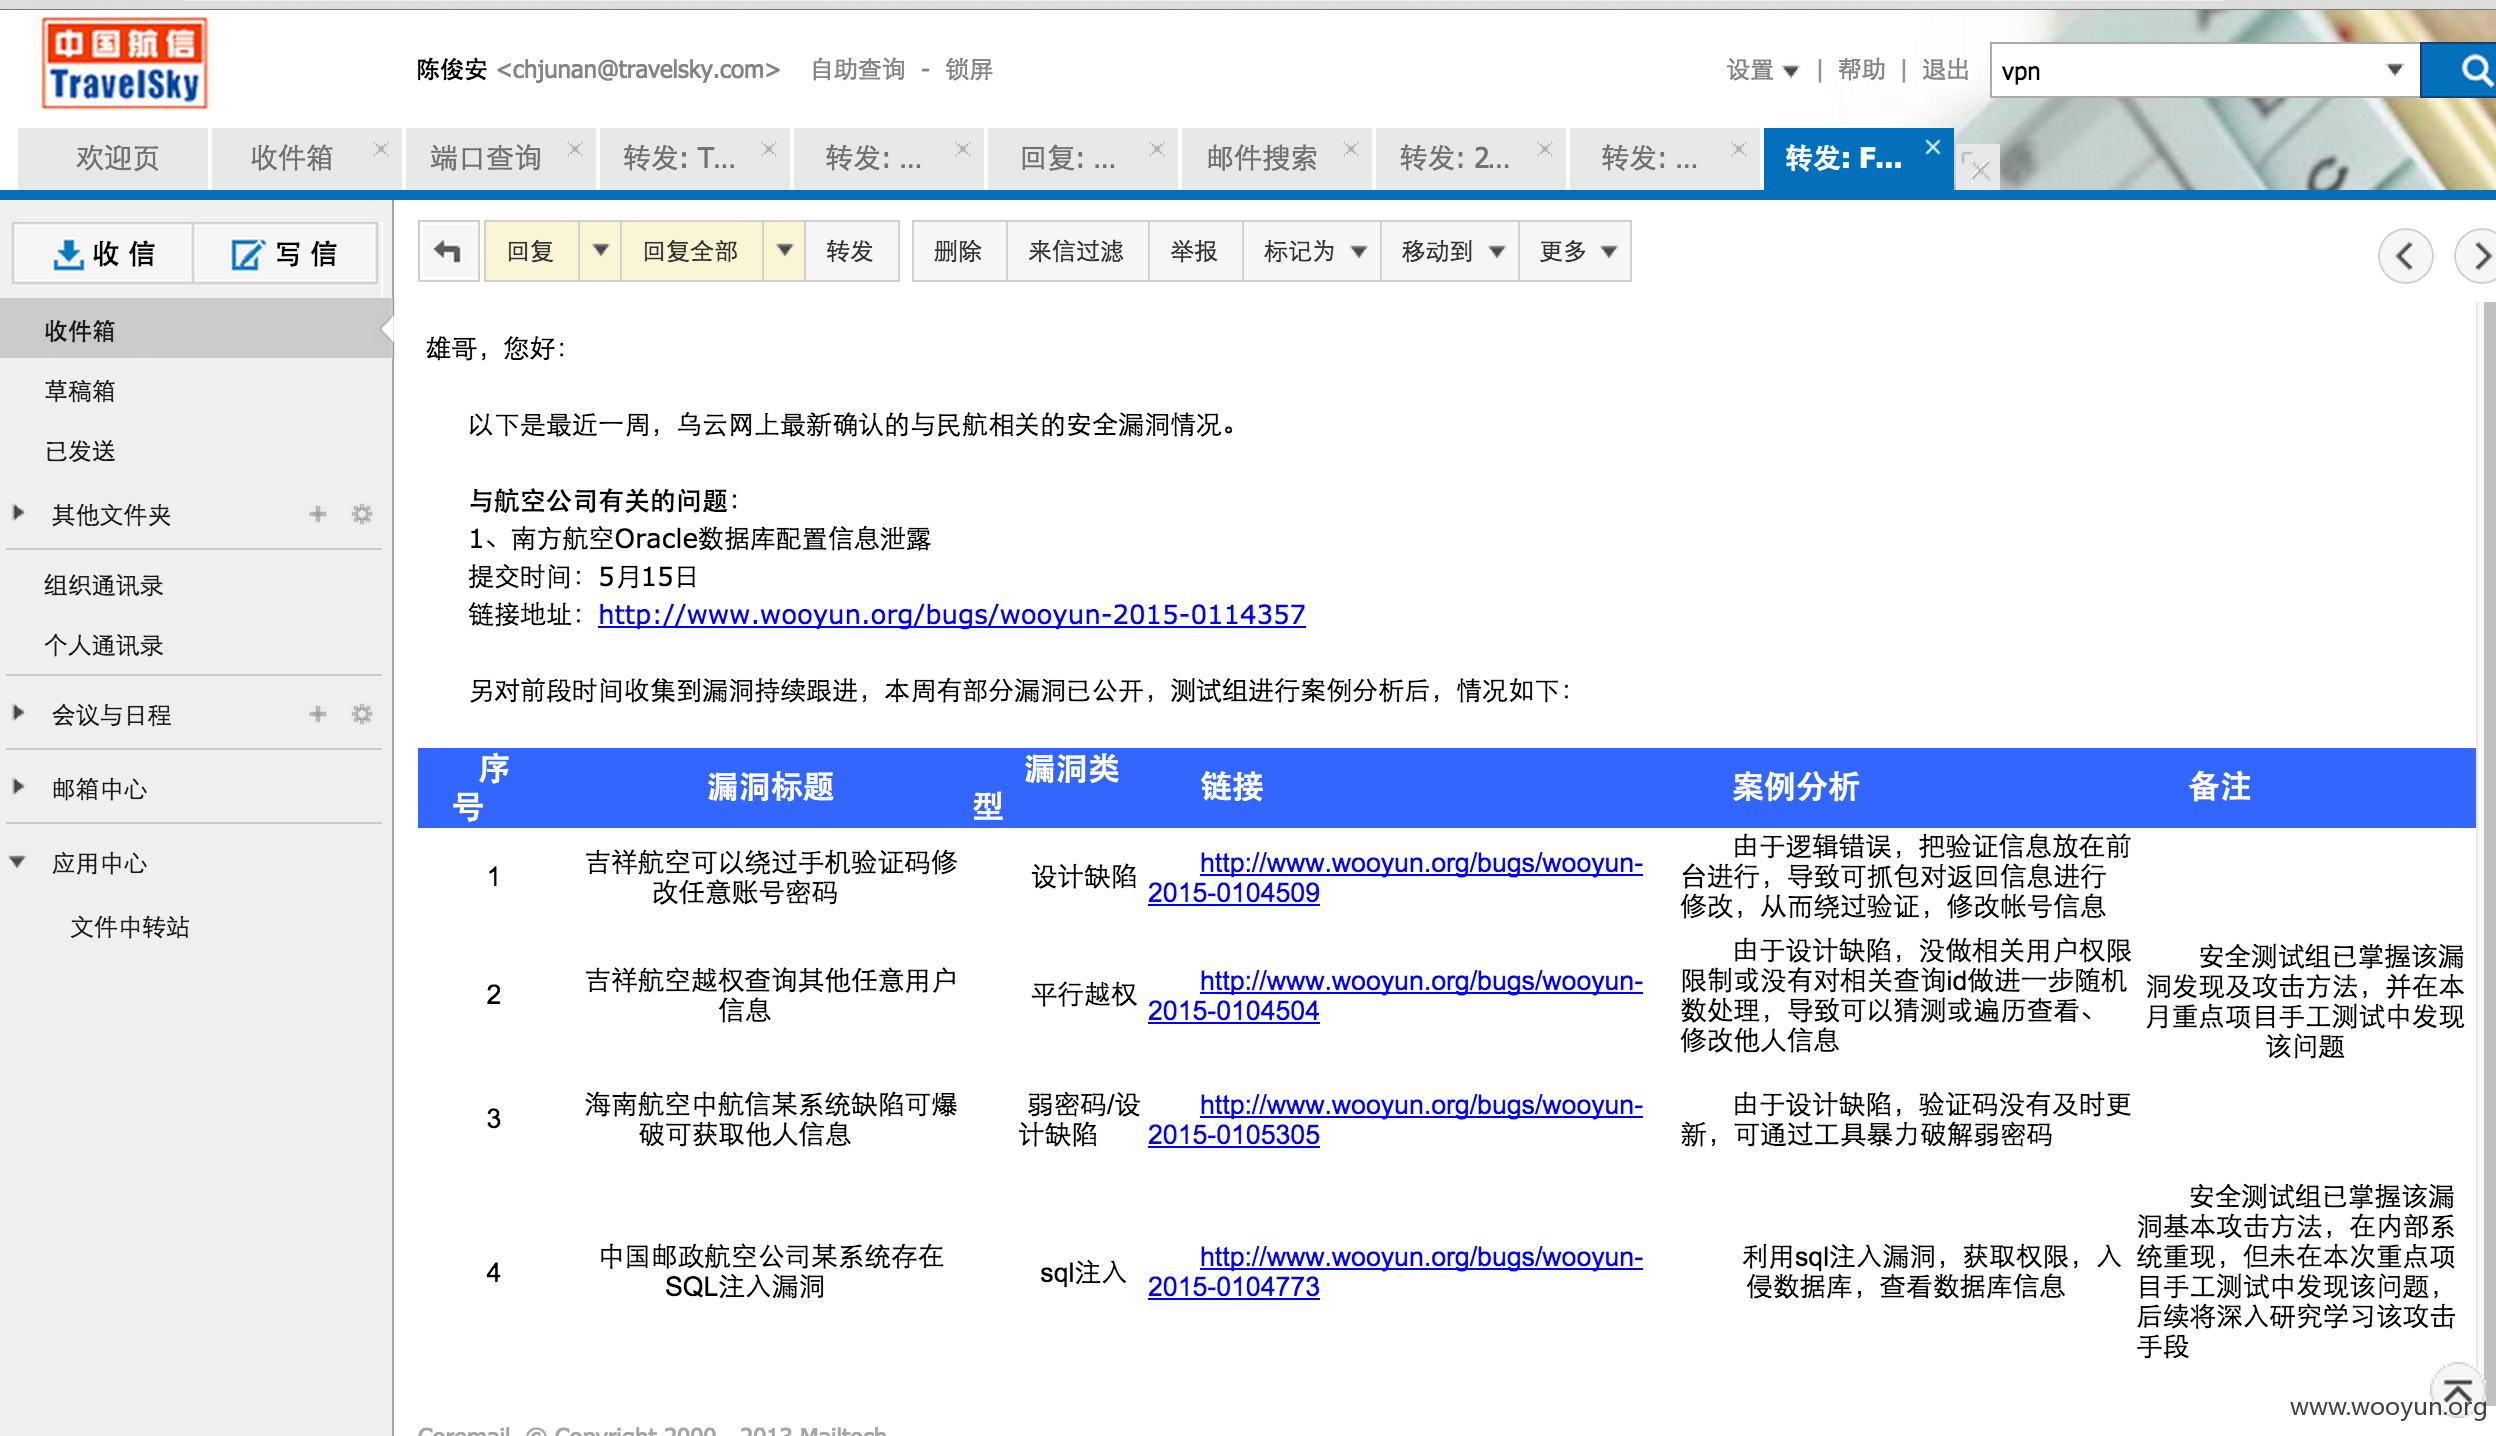 中国航信
TravelSky
陈俊安 <chjunan@travelsky.com> 自助查询 - 锁屏
设置 | 帮助 | 退出
vpn
欢迎页
收件箱
端口查询
转发: T...
转发: ...
回复: ...
邮件搜索
转发: 2...
转发: ...
转发: F...
收 信
写 信
回复
回复全部
转发
删除
来信过滤
举报
标记为
移动到
更多
收件箱
草稿箱
已发送
其他文件夹
组织通讯录
个人通讯录
会议与日程
邮箱中心
应用中心
文件中转站
雄哥，您好：
以下是最近一周，乌云网上最新确认的与民航相关的安全漏洞情况。
与航空公司有关的问题：
1、南方航空Oracle数据库配置信息泄露
提交时间：5月15日
链接地址：http://www.wooyun.org/bugs/wooyun-2015-0114357
另对前段时间收集到漏洞持续跟进，本周有部分漏洞已公开，测试组进行案例分析后，情况如下：
序
号
漏洞标题
漏洞类
型
链接
案例分析
备注
1
吉祥航空可以绕过手机验证码修
改任意账号密码
设计缺陷
http://www.wooyun.org/bugs/wooyun-
2015-0104509
由于逻辑错误，把验证信息放在前
台进行，导致可抓包对返回信息进行
修改，从而绕过验证，修改帐号信息
2
吉祥航空越权查询其他任意用户
信息
平行越权
http://www.wooyun.org/bugs/wooyun-
2015-0104504
由于设计缺陷，没做相关用户权限
限制或没有对相关查询id做进一步随机
数处理，导致可以猜测或遍历查看、
修改他人信息
安全测试组已掌握该漏
洞发现及攻击方法，并在本
月重点项目手工测试中发现
该问题
3
海南航空中航信某系统缺陷可爆
破可获取他人信息
弱密码/设
计缺陷
http://www.wooyun.org/bugs/wooyun-
2015-0105305
由于设计缺陷，验证码没有及时更
新，可通过工具暴力破解弱密码
4
中国邮政航空公司某系统存在
SQL注入漏洞
sql注入
http://www.wooyun.org/bugs/wooyun-
2015-0104773
利用sql注入漏洞，获取权限，入
侵数据库，查看数据库信息
安全测试组已掌握该漏
洞基本攻击方法，在内部系
统重现，但未在本次重点项
目手工测试中发现该问题，
后续将深入研究学习该攻击
手段
Coremail © Copyright 2000 - 2013 Mailtech
www.wooyun.org